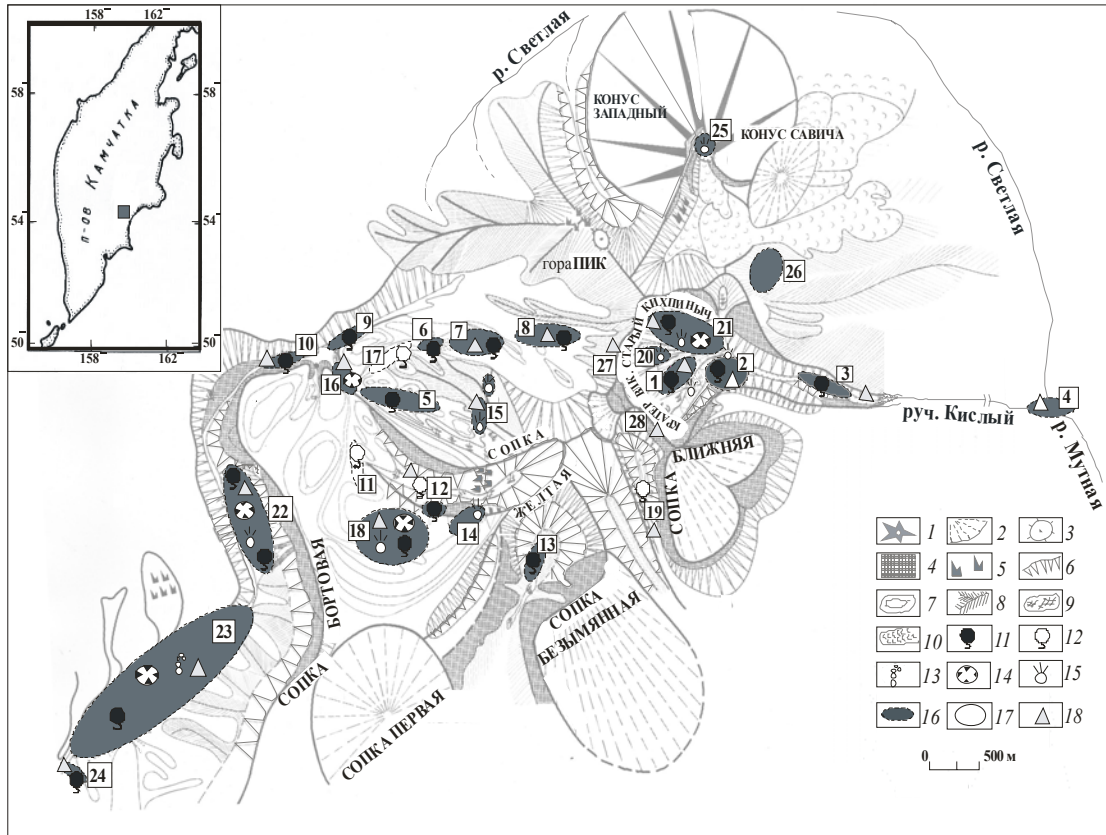 158 162
58 58
54 54
50 50
158 162
П-ОВ КАМЧАТКА
р. Светлая
КОНУС
ЗАПАДНЫЙ
25
КОНУС САВИЧА
р. Светлая
гора ПИК
26
КРАТЕР ВЛК. СТАРЫЙ КИХПИНЫЧ
9
10
17
6
7
8
21
20
27
1
2
3
4
16
5
15
руч. Кислый
р. Мутная
28
СОПКА БЛИЖНЯЯ
СОПКА ЖЕЛТАЯ
11
12
22
18
14
13
19
СОПКА БОРТОВАЯ
СОПКА БЕЗЫМЯННАЯ
23
СОПКА ПЕРВАЯ
24
1 2 3
4 5 6
7 8 9
10 11 12
13 14 15
16 17 18
0 500 м